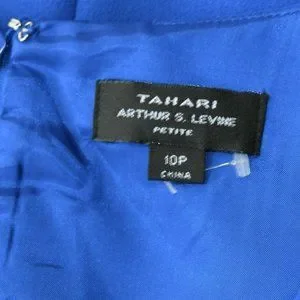 TAHARI
ARTHUR S. LEVINE
PETITE
10P
CHINA